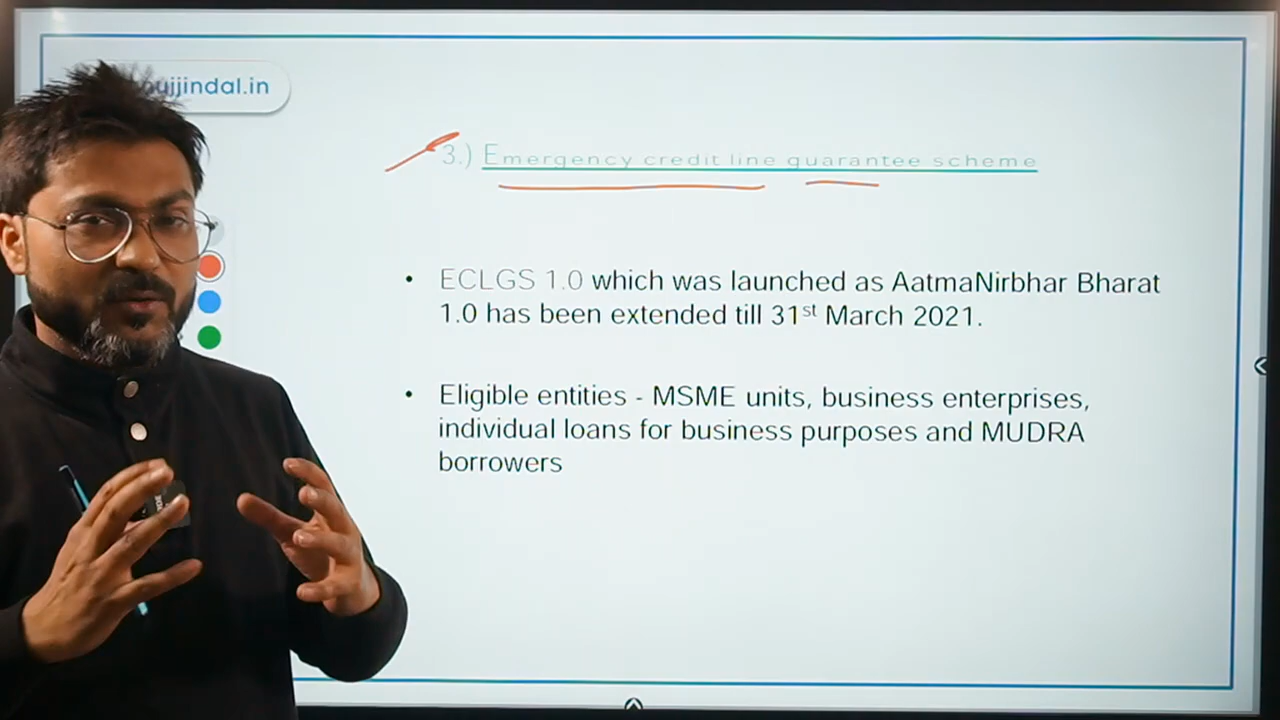 ujjindal.in
3.) Emergency credit line guarantee scheme
• ECLGS 1.0 which was launched as AatmaNirbhar Bharat
1.0 has been extended till 31st March 2021.
• Eligible entities - MSME units, business enterprises,
individual loans for business purposes and MUDRA
borrowers